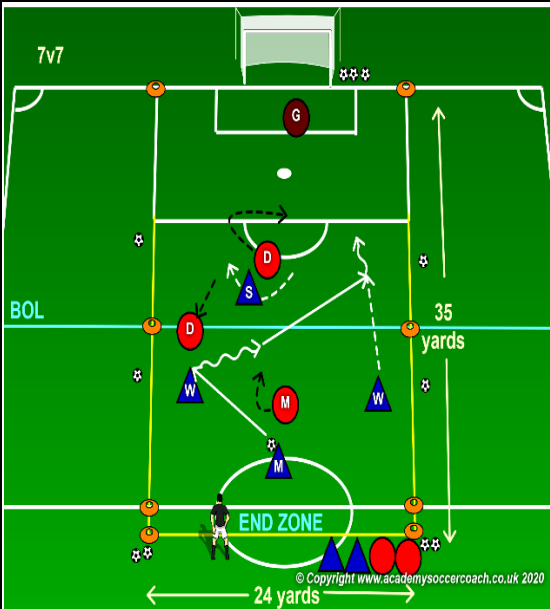 7v7
G
D
S
BOL
D
35
yards
W
M
W
M
END ZONE
© Copyright www.academysoccercoach.co.uk 2020
24 yards